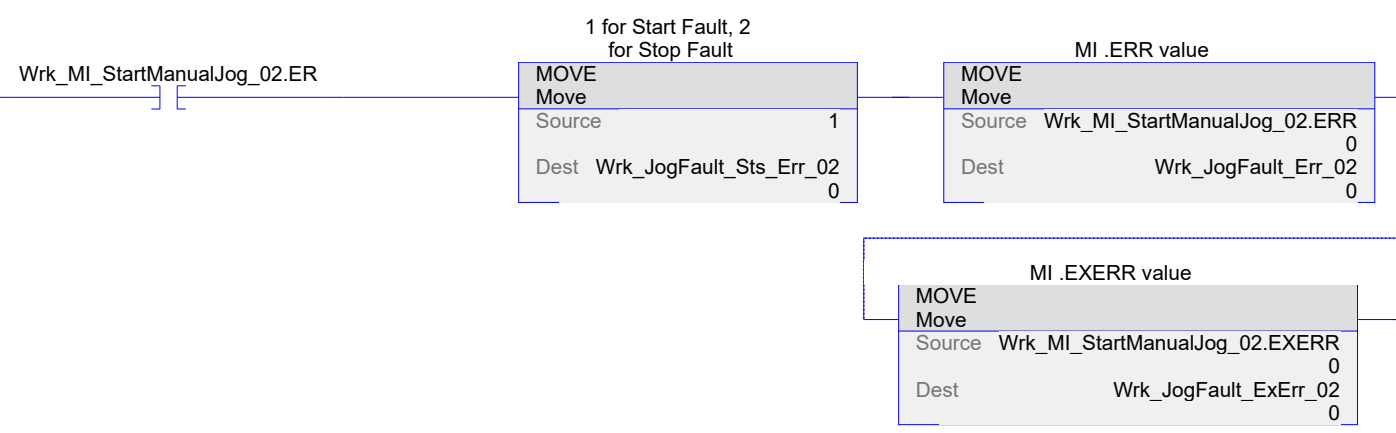 1 for Start Fault, 2
for Stop Fault
MI .ERR value
Wrk_MI_StartManualJog_02.ER
MOVE
Move
Source 1
Dest Wrk_JogFault_Sts_Err_02
0
MOVE
Move
Source Wrk_MI_StartManualJog_02.ERR
0
Dest Wrk_JogFault_Err_02
0
MI .EXERR value
MOVE
Move
Source Wrk_MI_StartManualJog_02.EXERR
0
Dest Wrk_JogFault_ExErr_02
0